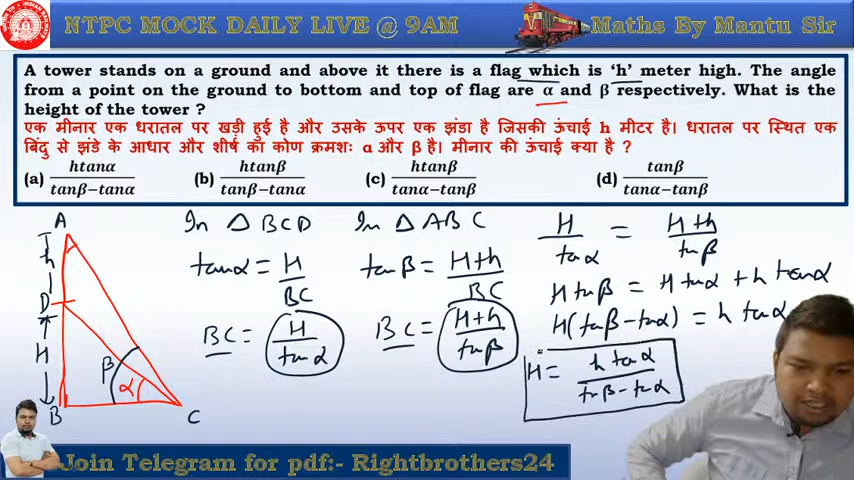 NTPC MOCK DAILY LIVE @ 9AM
Maths By Mantu Sir
A tower stands on a ground and above it there is a flag which is 'h' meter high. The angle
from a point on the ground to bottom and top of flag are α and β respectively. What is the
height of the tower ?
एक मीनार एक धरातल पर खड़ी हुई है और उसके ऊपर एक झंडा है जिसकी ऊंचाई h मीटर है। धरातल पर स्थित एक
बिंदु से झंडे के आधार और शीर्ष का कोण क्रमशः α और β है। मीनार की ऊंचाई क्या है ?
(a) htanα/tanβ−tanα (b) htanβ/tanβ−tanα (c) htanβ/tanα−tanβ (d) tanβ/tanα−tanβ
A
h
D
H
B
C
β
α
In △ BCD
tanα = H/BC
BC = H/tanα
In △ ABC
tanβ = H+h/BC
BC = H+h/tanβ
H/tanα = H+h/tanβ
H tanβ = H tanα + h tanα
H(tanβ−tanα) = h tanα
H = h tanα/tanβ−tanα
Join Telegram for pdf:- Rightbrothers24